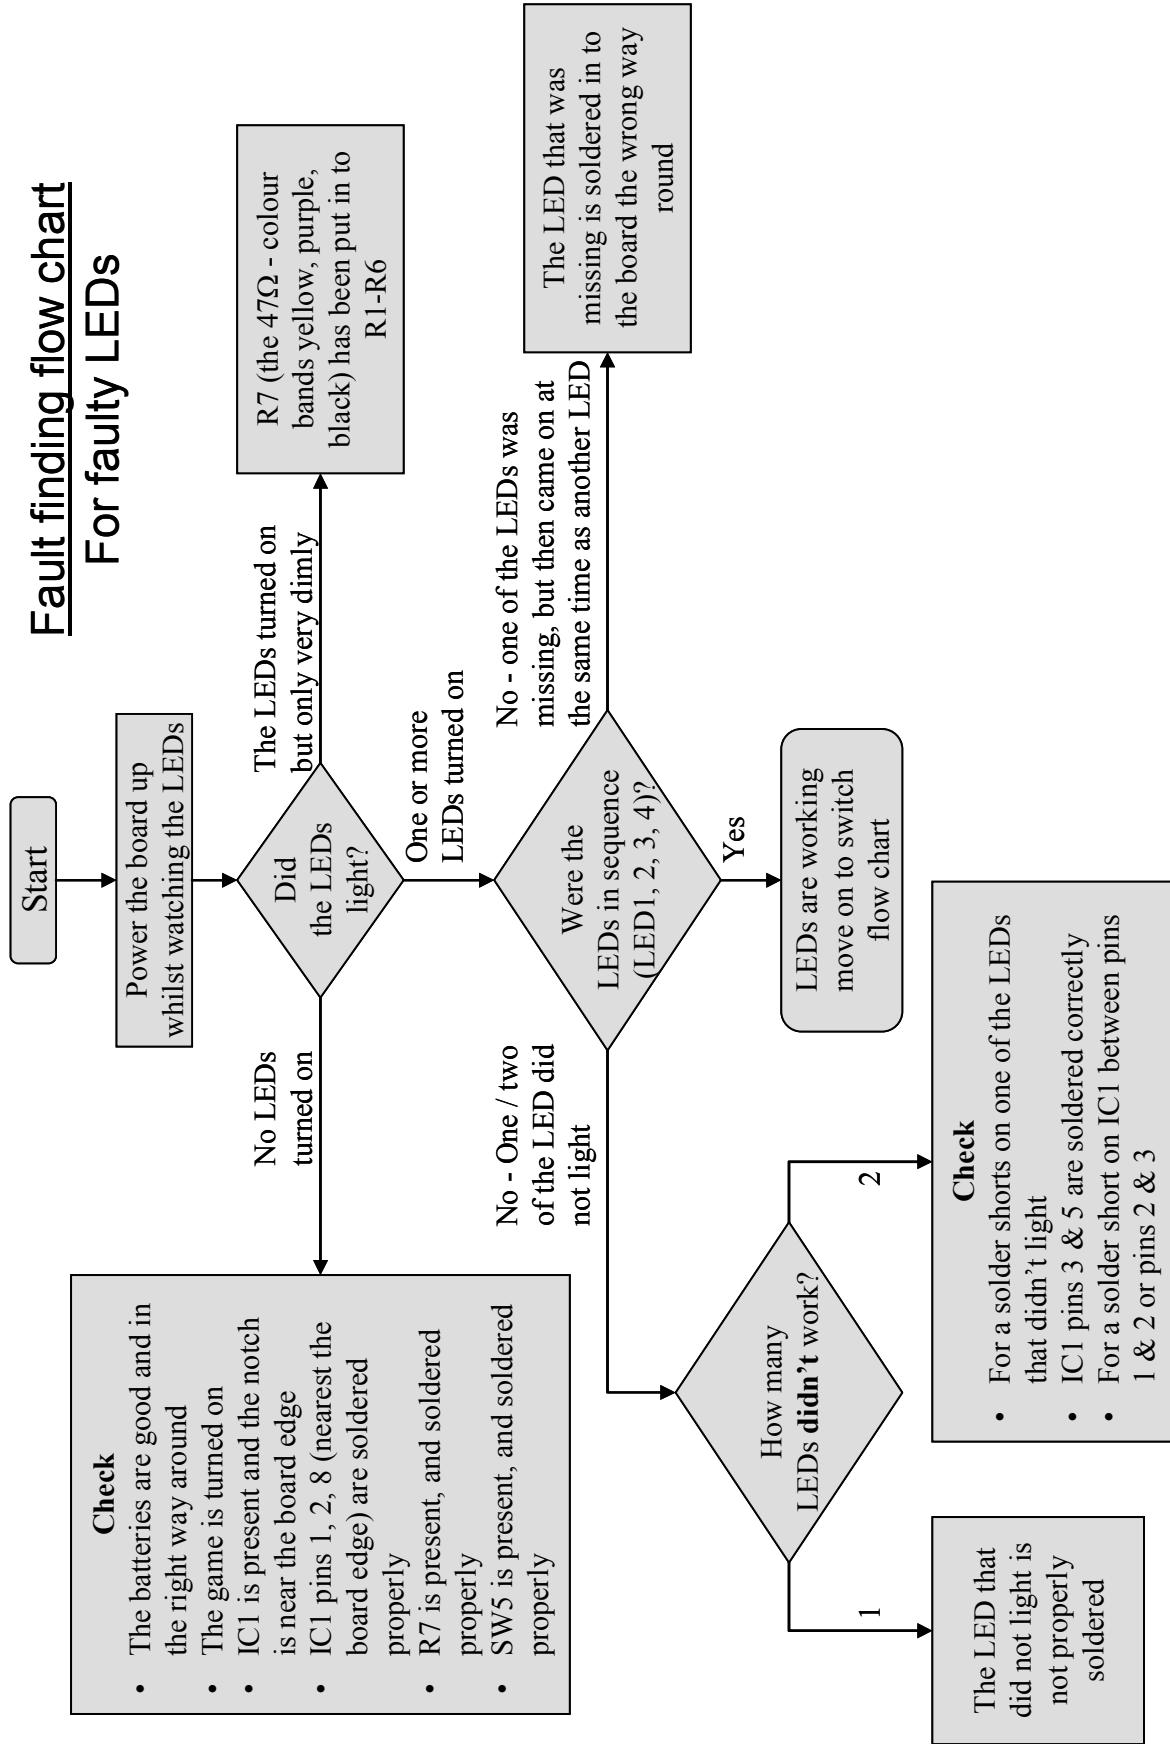 Fault finding flow chart
For faulty LEDs
Start
Power the board up
whilst watching the LEDs
Did
the LEDs
light?
No LEDs
turned on
The LEDs turned on
but only very dimly
One or more
LEDs turned on
Check
• The batteries are good and in
the right way around
• The game is turned on
• IC1 is present and the notch
is near the board edge
• IC1 pins 1, 2, 8 (nearest the
board edge) are soldered
properly
• R7 is present, and soldered
properly
• SW5 is present, and soldered
properly
R7 (the 47Ω - colour
bands yellow, purple,
black) has been put in to
R1-R6
Were the
LEDs in sequence
(LED1, 2, 3, 4)?
No - One / two
of the LED did
not light
No - one of the LEDs was
missing, but then came on at
the same time as another LED
Yes
The LED that was
missing is soldered in to
the board the wrong way
round
LEDs are working
move on to switch
flow chart
How many
LEDs didn’t work?
1
2
The LED that
did not light is
not properly
soldered
Check
• For a solder shorts on one of the LEDs
that didn’t light
• IC1 pins 3 & 5 are soldered correctly
• For a solder short on IC1 between pins
1 & 2 or pins 2 & 3